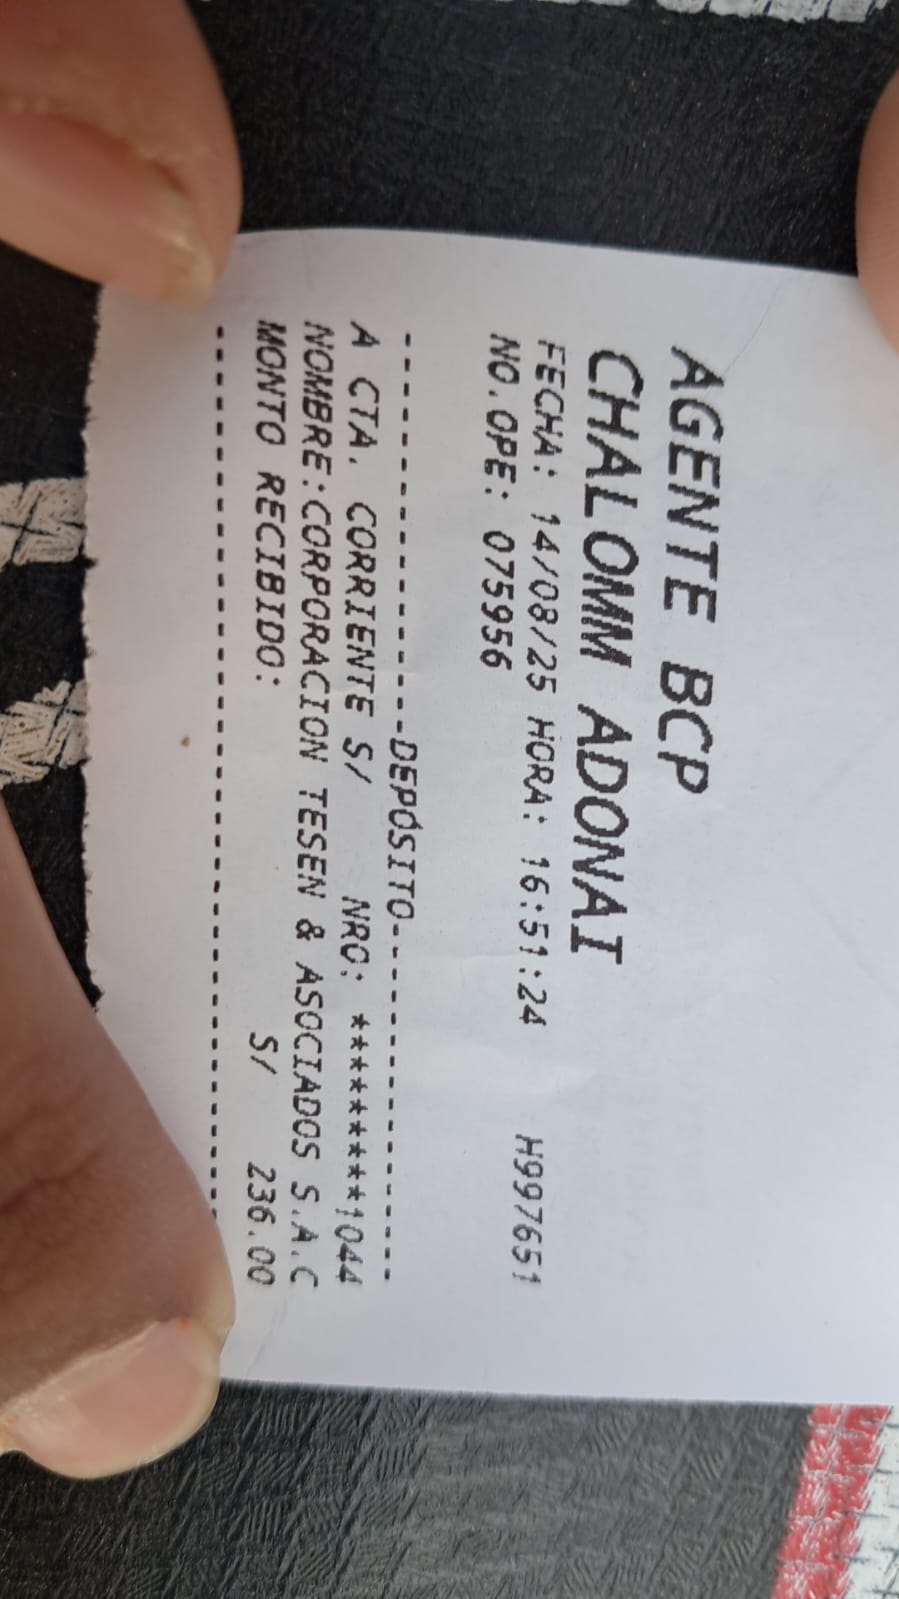 AGENTE BCP
CHALOMM ADONAI
FECHA: 14/08/25 HORA: 16:51:24 H997651
NO.OPE: 075956
--------------------DEPÓSITO--------------------
A CTA. CORRIENTE S/ NRO: **********1044
NOMBRE:CORPORACION TESEN & ASOCIADOS S.A.C
MONTO RECIBIDO: S/ 236.00
------------------------------------------------